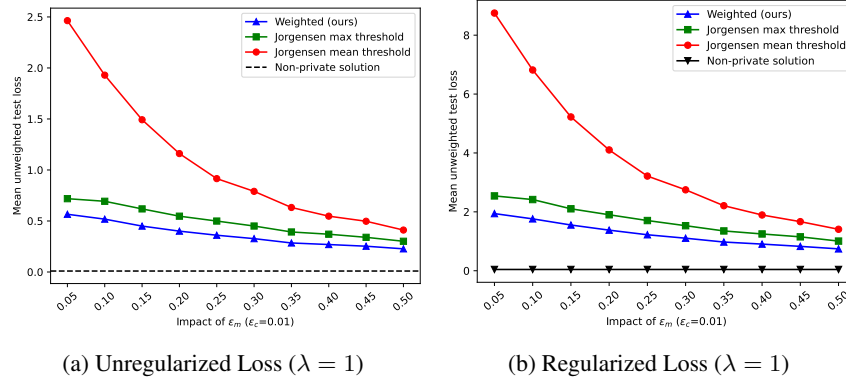 Mean unweighted test loss
2.5
2.0
1.5
1.0
0.5
0.0
Weighted (ours)
Jorgensen max threshold
Jorgensen mean threshold
Non-private solution
0.05 0.10 0.15 0.20 0.25 0.30 0.35 0.40 0.45 0.50
Impact of εm (εc=0.01)
(a) Unregularized Loss (λ = 1)
Mean unweighted test loss
8
6
4
2
0
Weighted (ours)
Jorgensen max threshold
Jorgensen mean threshold
Non-private solution
0.05 0.10 0.15 0.20 0.25 0.30 0.35 0.40 0.45 0.50
Impact of εm (εc=0.01)
(b) Regularized Loss (λ = 1)